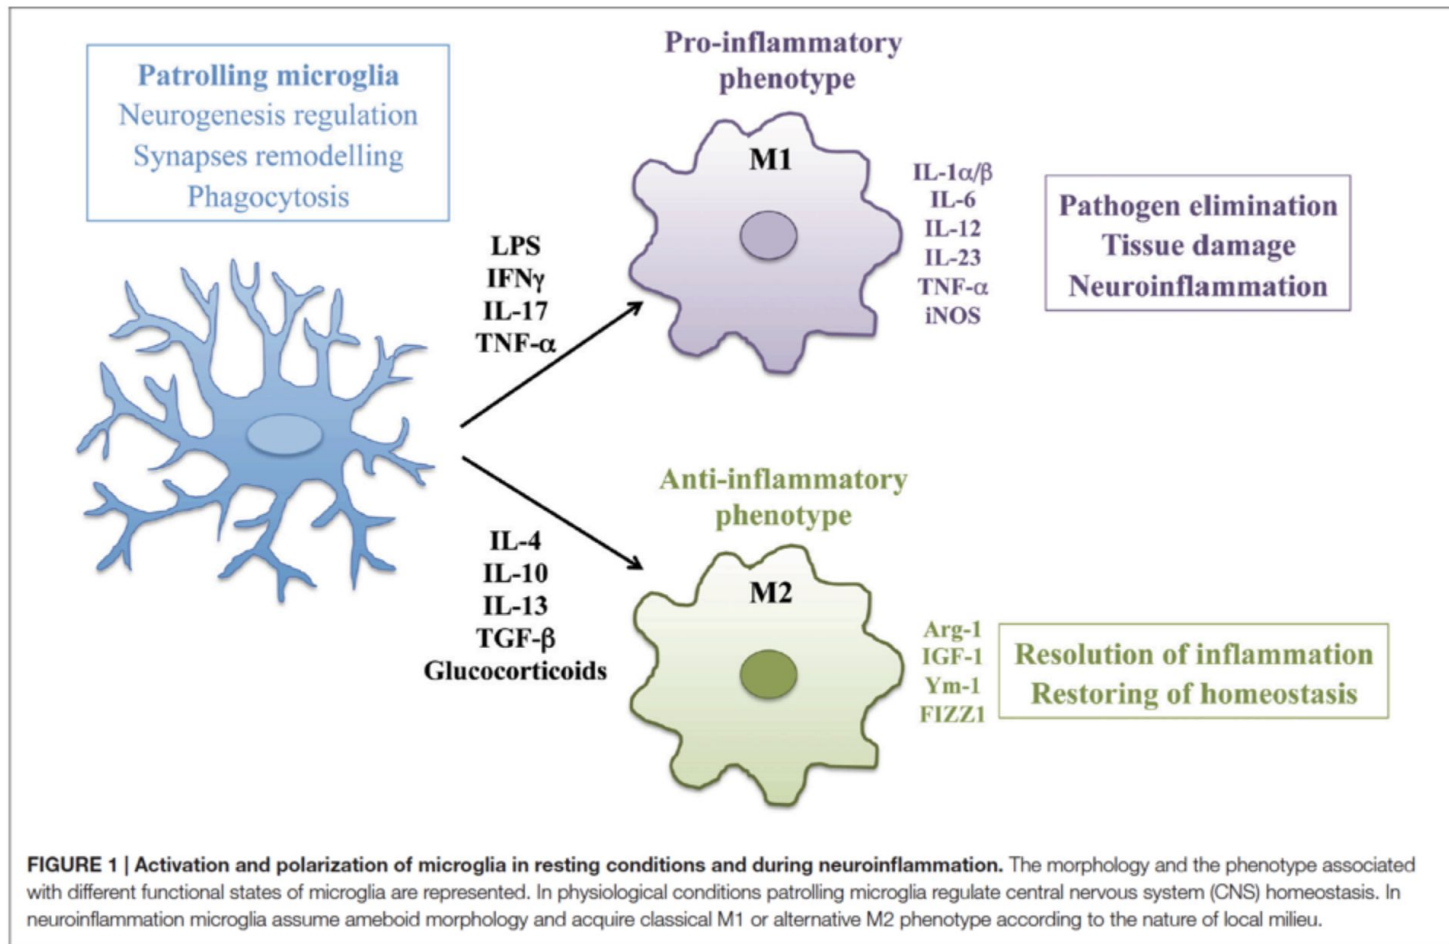 Patrolling microglia
Neurogenesis regulation
Synapses remodelling
Phagocytosis
Pro-inflammatory
phenotype
M1
LPS
IFNγ
IL-17
TNF-α
IL-1α/β
IL-6
IL-12
IL-23
TNF-α
iNOS
Pathogen elimination
Tissue damage
Neuroinflammation
Anti-inflammatory
phenotype
M2
IL-4
IL-10
IL-13
TGF-β
Glucocorticoids
Arg-1
IGF-1
Ym-1
FIZZ1
Resolution of inflammation
Restoring of homeostasis
FIGURE 1 | Activation and polarization of microglia in resting conditions and during neuroinflammation. The morphology and the phenotype associated
with different functional states of microglia are represented. In physiological conditions patrolling microglia regulate central nervous system (CNS) homeostasis. In
neuroinflammation microglia assume ameboid morphology and acquire classical M1 or alternative M2 phenotype according to the nature of local milieu.